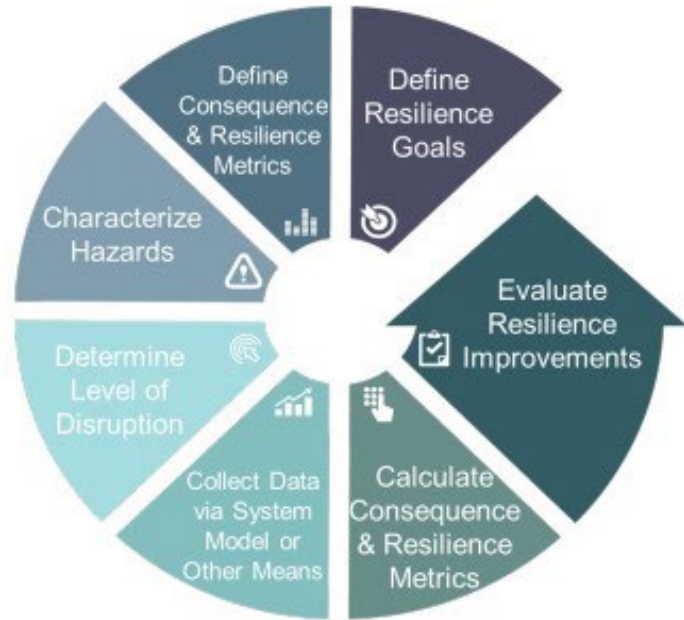 Define
Resilience
Goals
Define
Consequence
& Resilience
Metrics
Characterize
Hazards
Determine
Level of
Disruption
Collect Data
via System
Model or
Other Means
Calculate
Consequence
& Resilience
Metrics
Evaluate
Resilience
Improvements